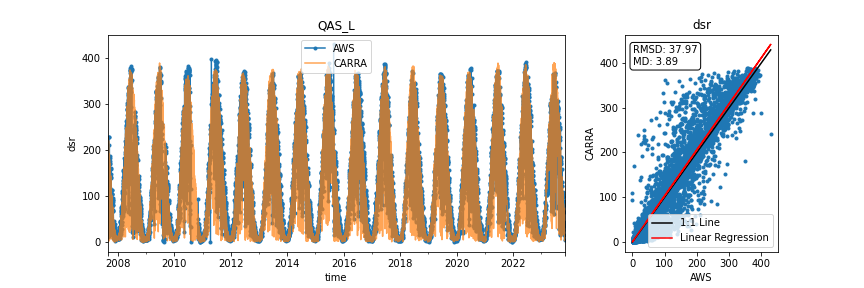 QAS_L
dsr
400
300
200
100
0
2008
2010
2012
2014
2016
2018
2020
2022
time
AWS
CARRA
dsr
CARRA
400
300
200
100
0
0
100
200
300
400
AWS
RMSD: 37.97
MD: 3.89
1:1 Line
Linear Regression